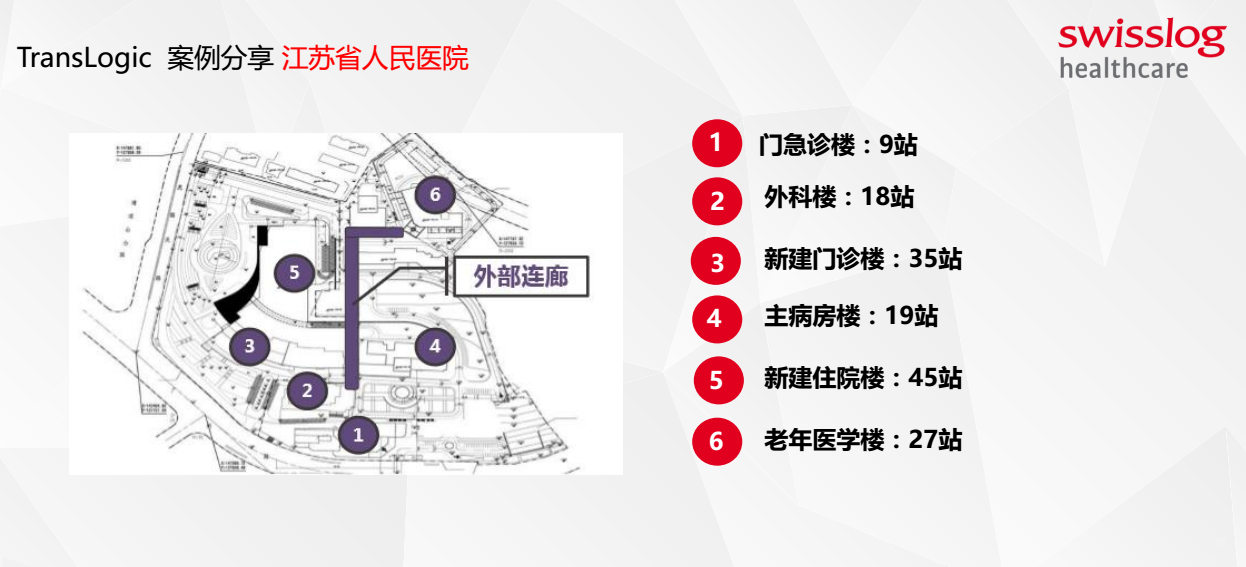 TransLogic 案例分享 江苏省人民医院
swisslog
healthcare
6
5
外部连廊
3
4
2
1
1 门急诊楼：9站
2 外科楼：18站
3 新建门诊楼：35站
4 主病房楼：19站
5 新建住院楼：45站
6 老年医学楼：27站